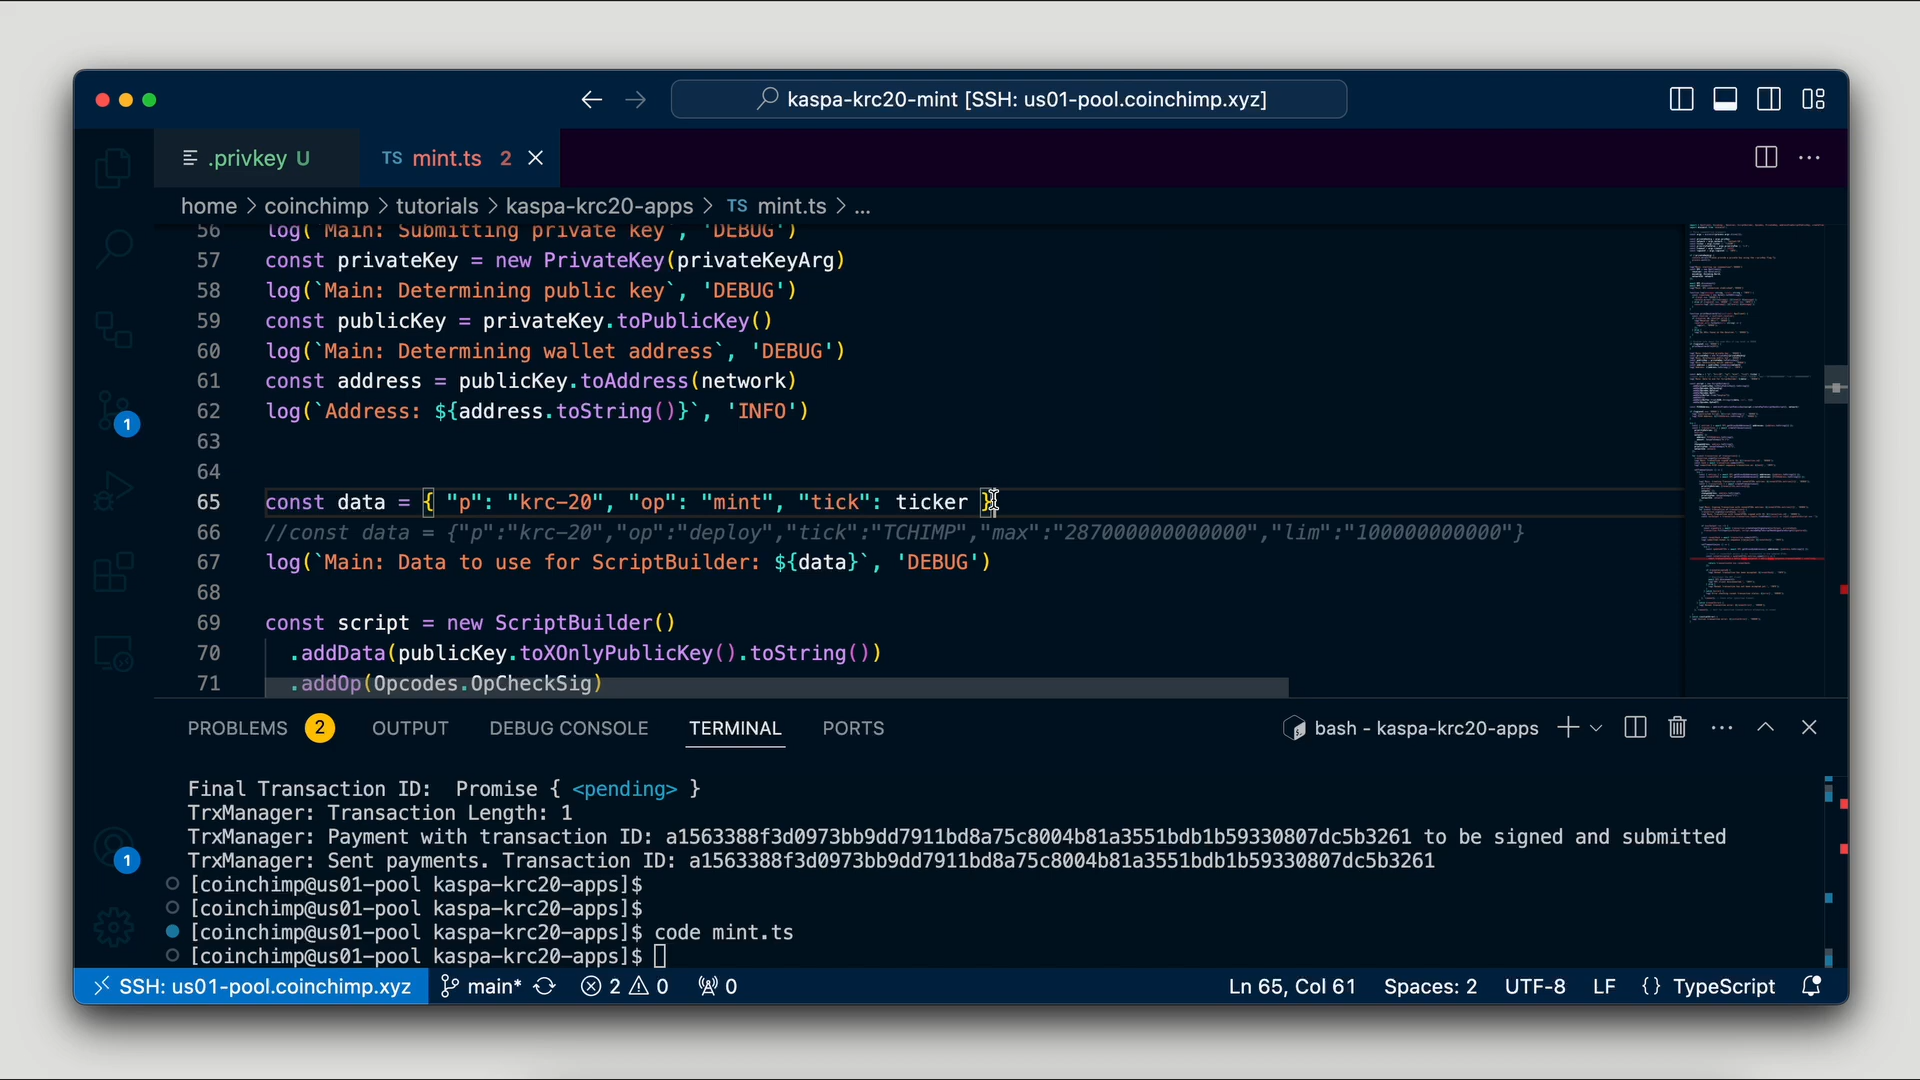 kaspa-krc20-mint [SSH: us01-pool.coinchimp.xyz]
.privkey U
TS mint.ts 2
home > coinchimp > tutorials > kaspa-krc20-apps > TS mint.ts > ...
56 log(`Main: Submitting private key`, 'DEBUG')
57 const privateKey = new PrivateKey(privateKeyArg)
58 log(`Main: Determining public key`, 'DEBUG')
59 const publicKey = privateKey.toPublicKey()
60 log(`Main: Determining wallet address`, 'DEBUG')
61 const address = publicKey.toAddress(network)
62 log(`Address: ${address.toString()}`, 'INFO')
63
64
65 const data = { "p": "krc-20", "op": "mint", "tick": ticker }
66 //const data = {"p":"krc-20","op":"deploy","tick":"TCHIMP","max":"287000000000000","lim":"100000000000"}
67 log(`Main: Data to use for ScriptBuilder: ${data}`, 'DEBUG')
68
69 const script = new ScriptBuilder()
70 .addData(publicKey.toXOnlyPublicKey().toString())
71 .addOp(Opcodes.OpCheckSig)
1
1
PROBLEMS 2 OUTPUT DEBUG CONSOLE TERMINAL PORTS
bash - kaspa-krc20-apps
Final Transaction ID:  Promise { <pending> }
TrxManager: Transaction Length: 1
TrxManager: Payment with transaction ID: a1563388f3d0973bb9dd7911bd8a75c8004b81a3551bdb1b59330807dc5b3261 to be signed and submitted
TrxManager: Sent payments. Transaction ID: a1563388f3d0973bb9dd7911bd8a75c8004b81a3551bdb1b59330807dc5b3261
[coinchimp@us01-pool kaspa-krc20-apps]$
[coinchimp@us01-pool kaspa-krc20-apps]$
[coinchimp@us01-pool kaspa-krc20-apps]$ code mint.ts
[coinchimp@us01-pool kaspa-krc20-apps]$
SSH: us01-pool.coinchimp.xyz main* 2 0 0 Ln 65, Col 61 Spaces: 2 UTF-8 LF {} TypeScript